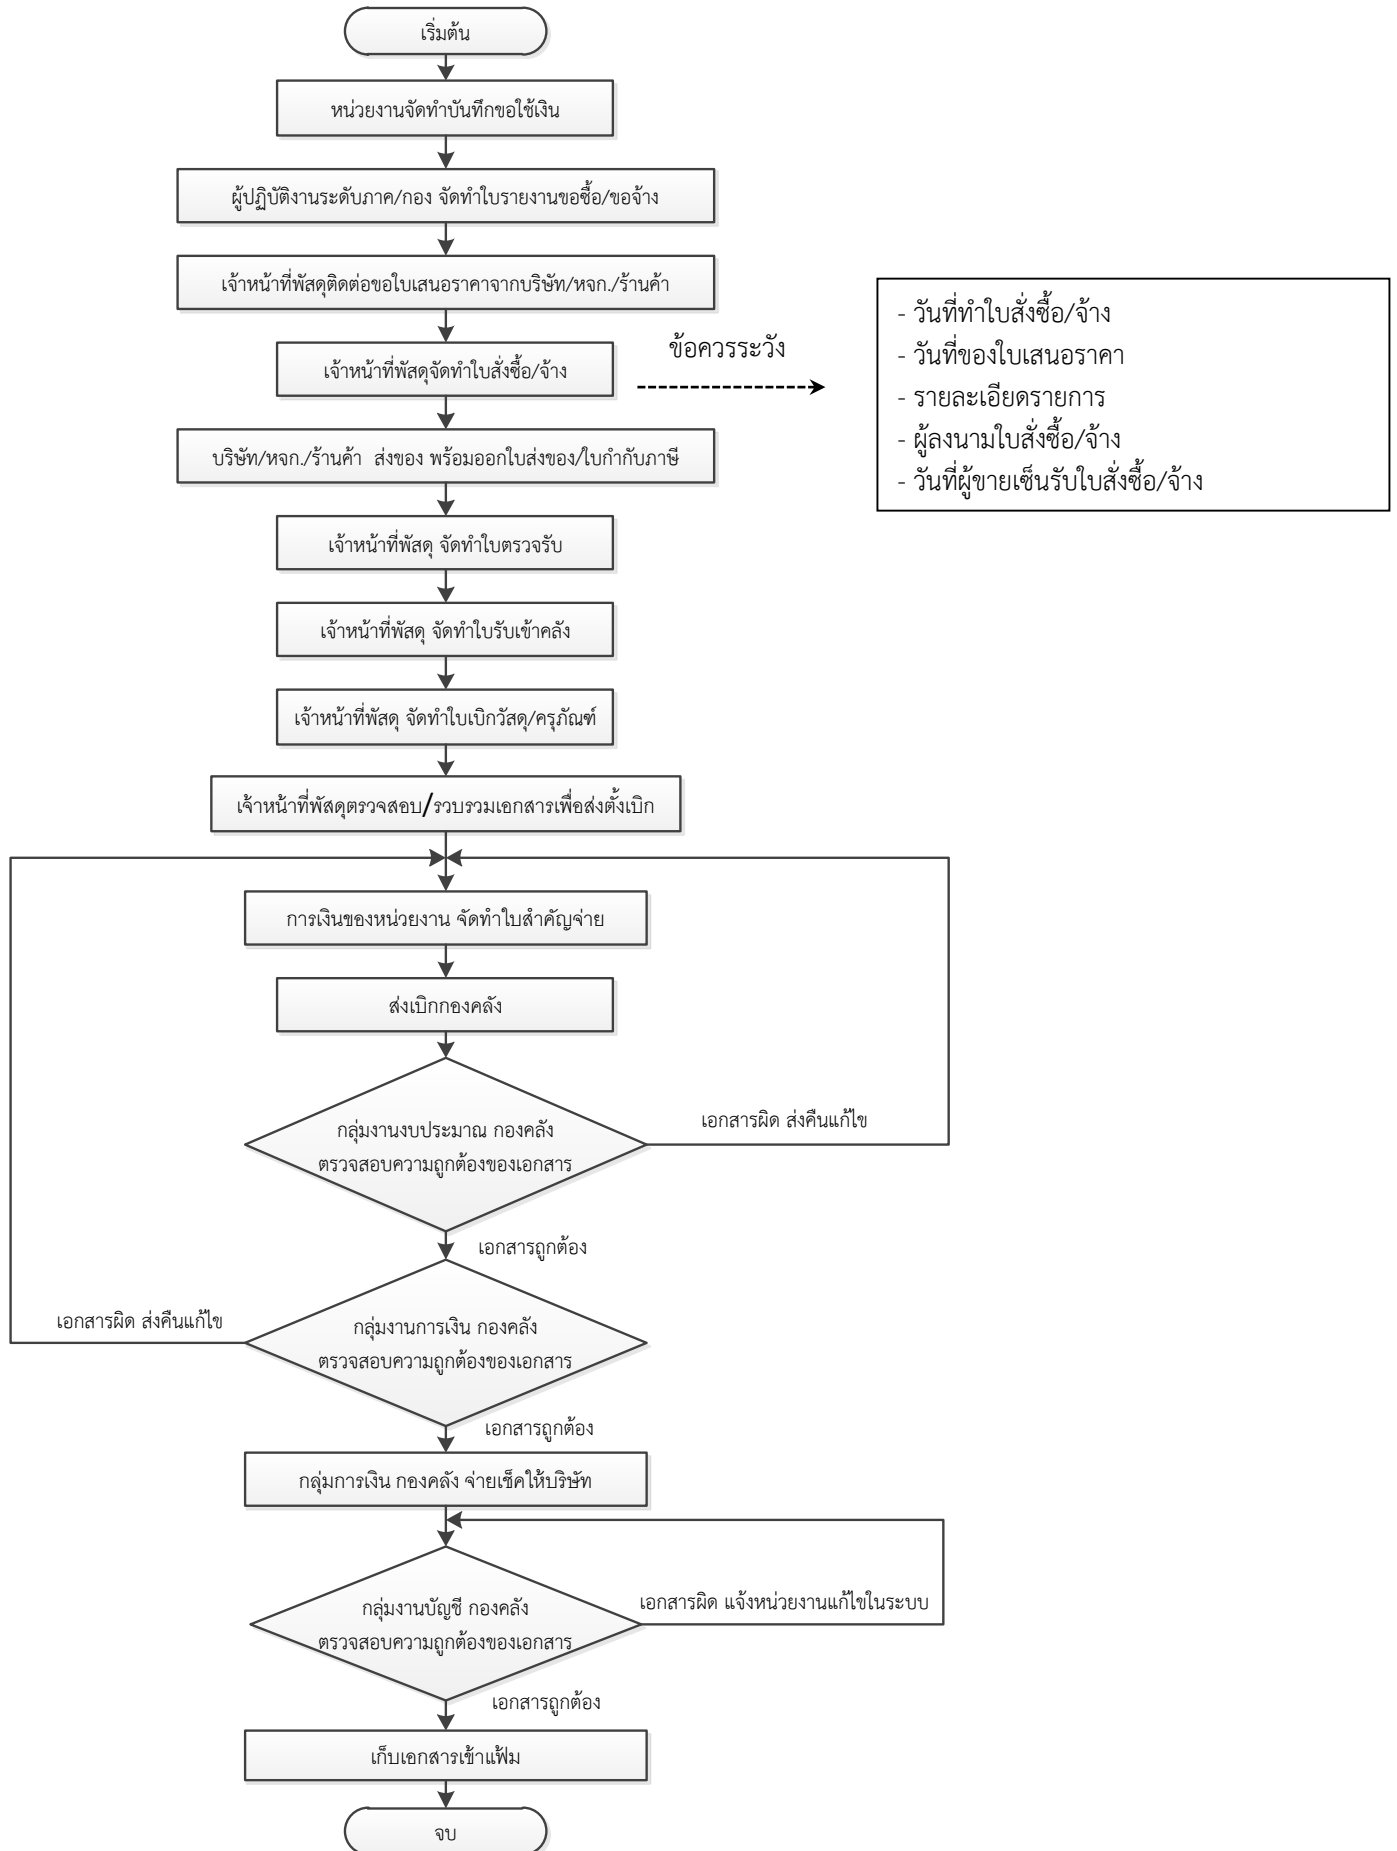 เริ่มต้น
หน่วยงานจัดทำบันทึกขอใช้เงิน
ผู้ปฏิบัติงานระดับภาค/กอง จัดทำใบรายงานขอซื้อ/ขอจ้าง
เจ้าหน้าที่พัสดุติดต่อขอใบเสนอราคาจากบริษัท/หจก./ร้านค้า
เจ้าหน้าที่พัสดุจัดทำใบสั่งซื้อ/จ้าง
ข้อควรระวัง
- วันที่ทำใบสั่งซื้อ/จ้าง
- วันที่ของใบเสนอราคา
- รายละเอียดรายการ
- ผู้ลงนามใบสั่งซื้อ/จ้าง
- วันที่ผู้ขายเซ็นรับใบสั่งซื้อ/จ้าง
บริษัท/หจก./ร้านค้า ส่งของ พร้อมออกใบส่งของ/ใบกำกับภาษี
เจ้าหน้าที่พัสดุ จัดทำใบตรวจรับ
เจ้าหน้าที่พัสดุ จัดทำใบรับเข้าคลัง
เจ้าหน้าที่พัสดุ จัดทำใบเบิกวัสดุ/ครุภัณฑ์
เจ้าหน้าที่พัสดุตรวจสอบ/รวบรวมเอกสารเพื่อส่งตั้งเบิก
การเงินของหน่วยงาน จัดทำใบสำคัญจ่าย
ส่งเบิกกองคลัง
กลุ่มงานงบประมาณ กองคลัง
ตรวจสอบความถูกต้องของเอกสาร
เอกสารผิด ส่งคืนแก้ไข
เอกสารถูกต้อง
กลุ่มงานการเงิน กองคลัง
ตรวจสอบความถูกต้องของเอกสาร
เอกสารผิด ส่งคืนแก้ไข
เอกสารถูกต้อง
กลุ่มการเงิน กองคลัง จ่ายเช็คให้บริษัท
กลุ่มงานบัญชี กองคลัง
ตรวจสอบความถูกต้องของเอกสาร
เอกสารผิด แจ้งหน่วยงานแก้ไขในระบบ
เอกสารถูกต้อง
เก็บเอกสารเข้าแฟ้ม
จบ